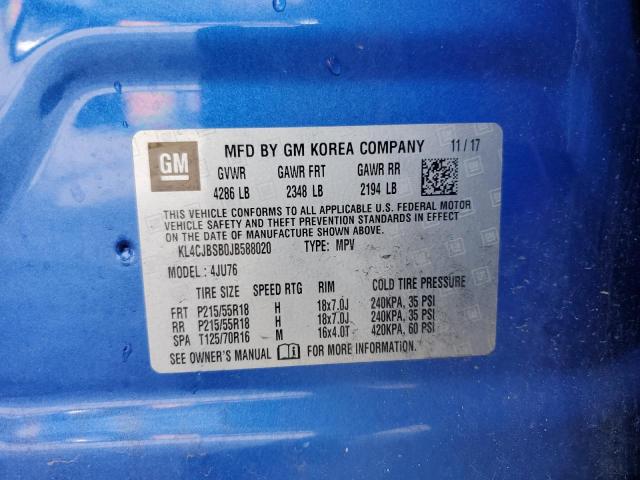 GM MFD BY GM KOREA COMPANY 11 / 17
GVWR GAWR FRT GAWR RR
4286 LB 2348 LB 2194 LB
THIS VEHICLE CONFORMS TO ALL APPLICABLE U.S. FEDERAL MOTOR
VEHICLE SAFETY AND THEFT PREVENTION STANDARDS IN EFFECT
ON THE DATE OF MANUFACTURE SHOWN ABOVE.
KL4CJBSB0JB588020 TYPE: MPV
MODEL : 4JU76
TIRE SIZE SPEED RTG RIM COLD TIRE PRESSURE
FRT P215/55R18 H 18x7.0J 240KPA, 35 PSI
RR P215/55R18 H 18x7.0J 240KPA, 35 PSI
SPA T125/70R16 M 16x4.0T 420KPA, 60 PSI
SEE OWNER'S MANUAL FOR MORE INFORMATION.